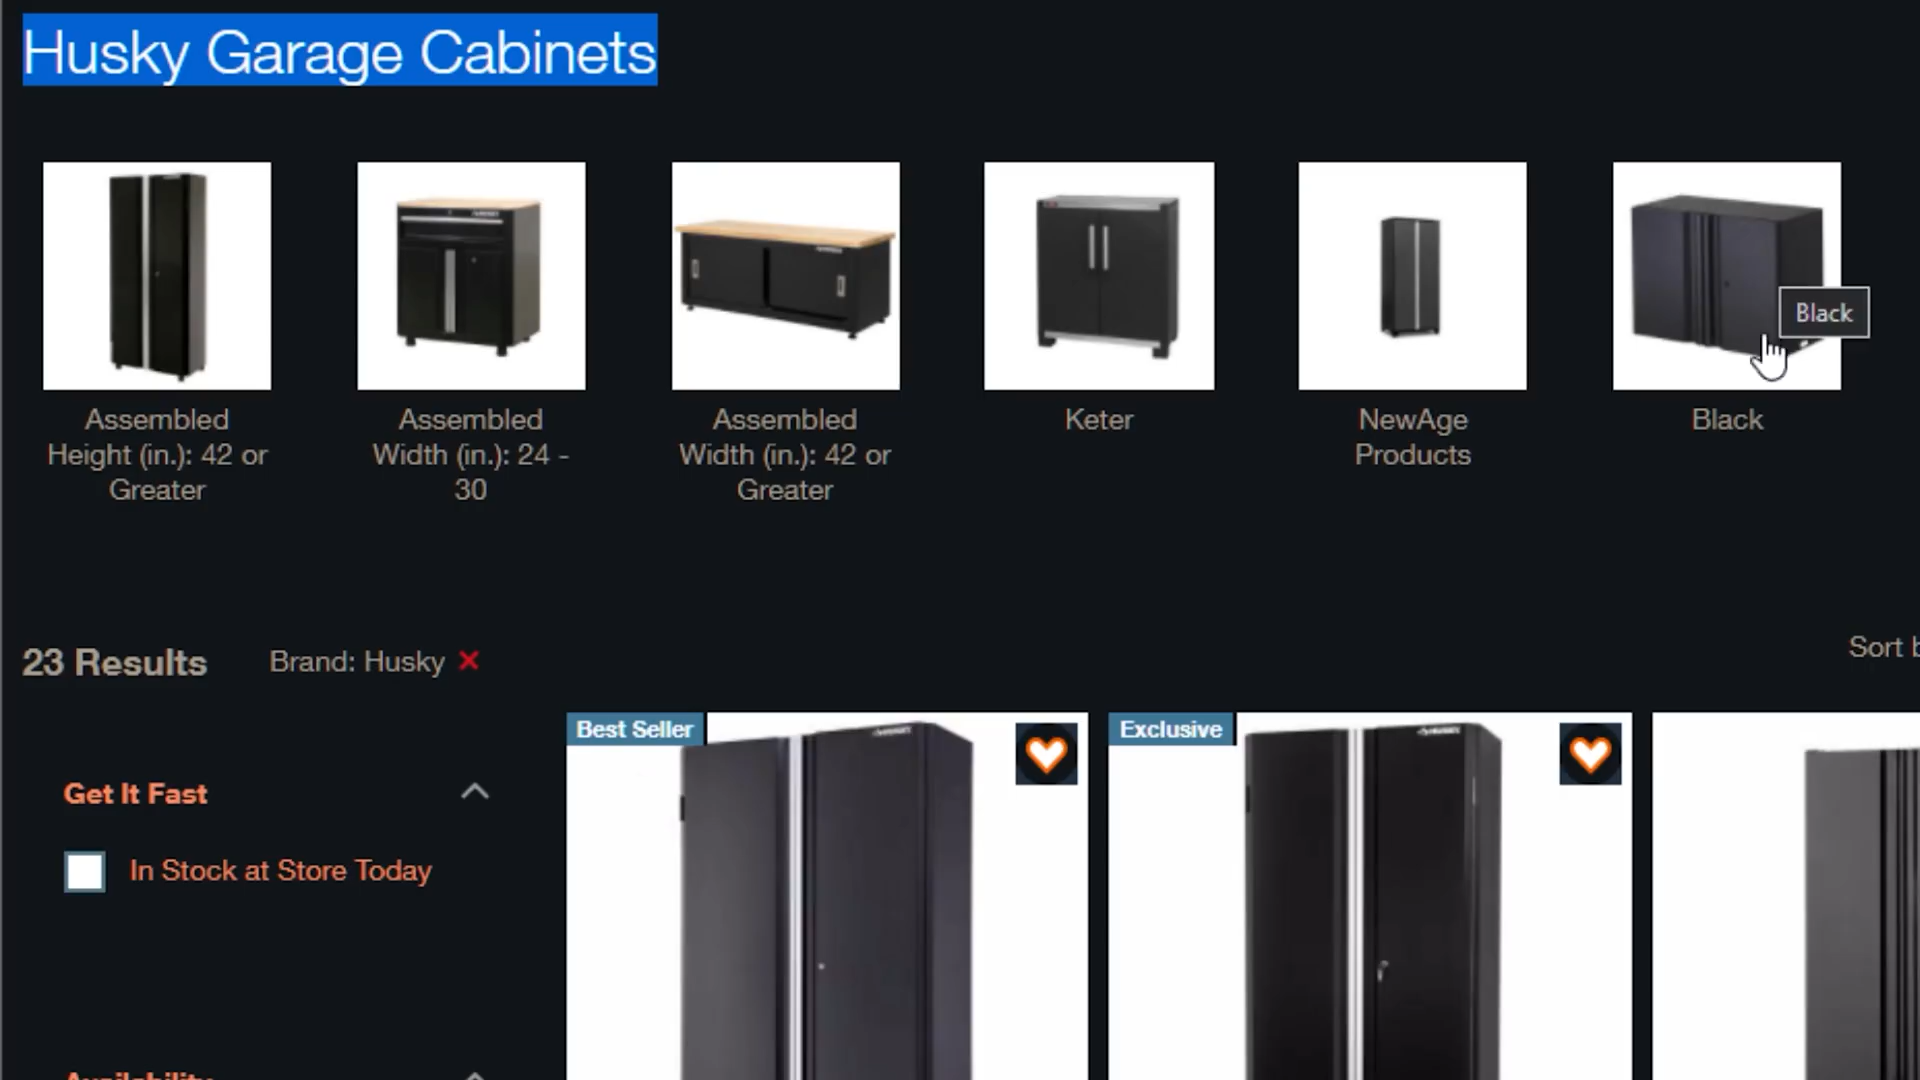 Husky Garage Cabinets
Black
Assembled
Height (in.): 42 or
Greater
Assembled
Width (in.): 24 -
30
Assembled
Width (in.): 42 or
Greater
Keter
NewAge
Products
Black
23 Results
Brand: Husky
Sort b
Best Seller
Exclusive
Get It Fast
In Stock at Store Today
Availability